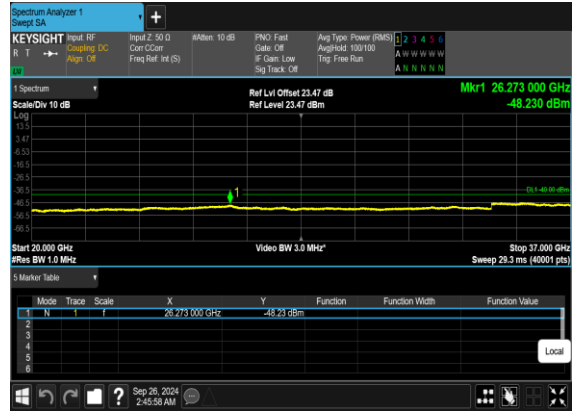 Spectrum Analyzer 1
Swept SA
+
KEYSIGHT Input: RF Input Z: 50 Ω #Atten: 10 dB PNO: Fast Avg Type: Power (RMS) 1 2 3 4 5 6
R T Coupling: DC Corr CCorr Gate: Off Avg|Hold: 100/100 A W W W W W
Align: Off Freq Ref: Int (S) IF Gain: Low Trig: Free Run
Sig Track: Off A N N N N N
1 Spectrum Ref Lvl Offset 23.47 dB Mkr1 26.273 000 GHz
Scale/Div 10 dB Ref Level 23.47 dBm -48.230 dBm
Log
13.5
3.47
-6.53
-16.5
-26.5
-36.5 1 DL1 -40.00 dBm
-46.5
-56.5
-66.5
Start 20.000 GHz Video BW 3.0 MHz* Stop 37.000 GHz
#Res BW 1.0 MHz Sweep 29.3 ms (40001 pts)
5 Marker Table
Mode Trace Scale X Y Function Function Width Function Value
1 N 1 f 26.273 000 GHz -48.23 dBm
2
3
4
5
6
Local
? Sep 26, 2024
2:45:58 AM